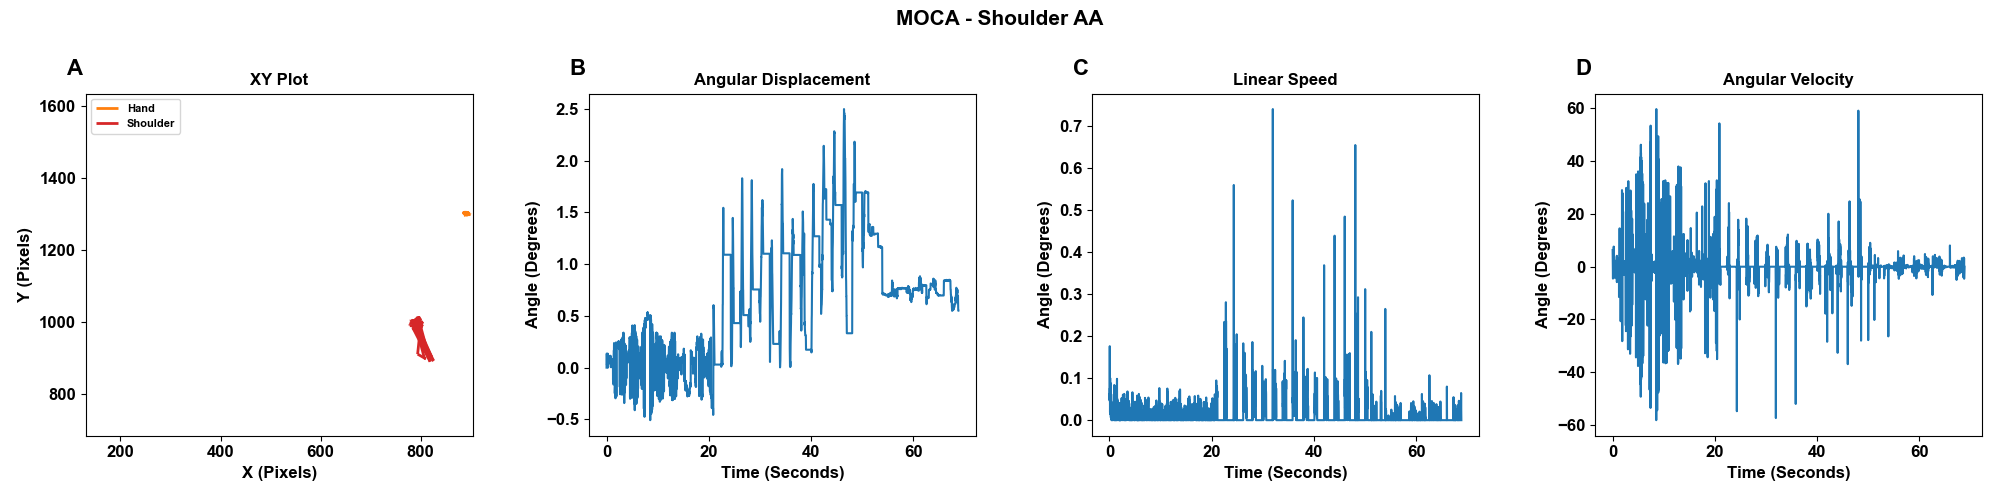 MOCA - Shoulder AA
A
XY Plot
Hand
Shoulder
1600
1400
1200
1000
800
Y (Pixels)
200
400
600
800
X (Pixels)
B
Angular Displacement
2.5
2.0
1.5
1.0
0.5
0.0
−0.5
Angle (Degrees)
0
20
40
60
Time (Seconds)
C
Linear Speed
0.7
0.6
0.5
0.4
0.3
0.2
0.1
0.0
Angle (Degrees)
0
20
40
60
Time (Seconds)
D
Angular Velocity
60
40
20
0
−20
−40
−60
Angle (Degrees)
0
20
40
60
Time (Seconds)